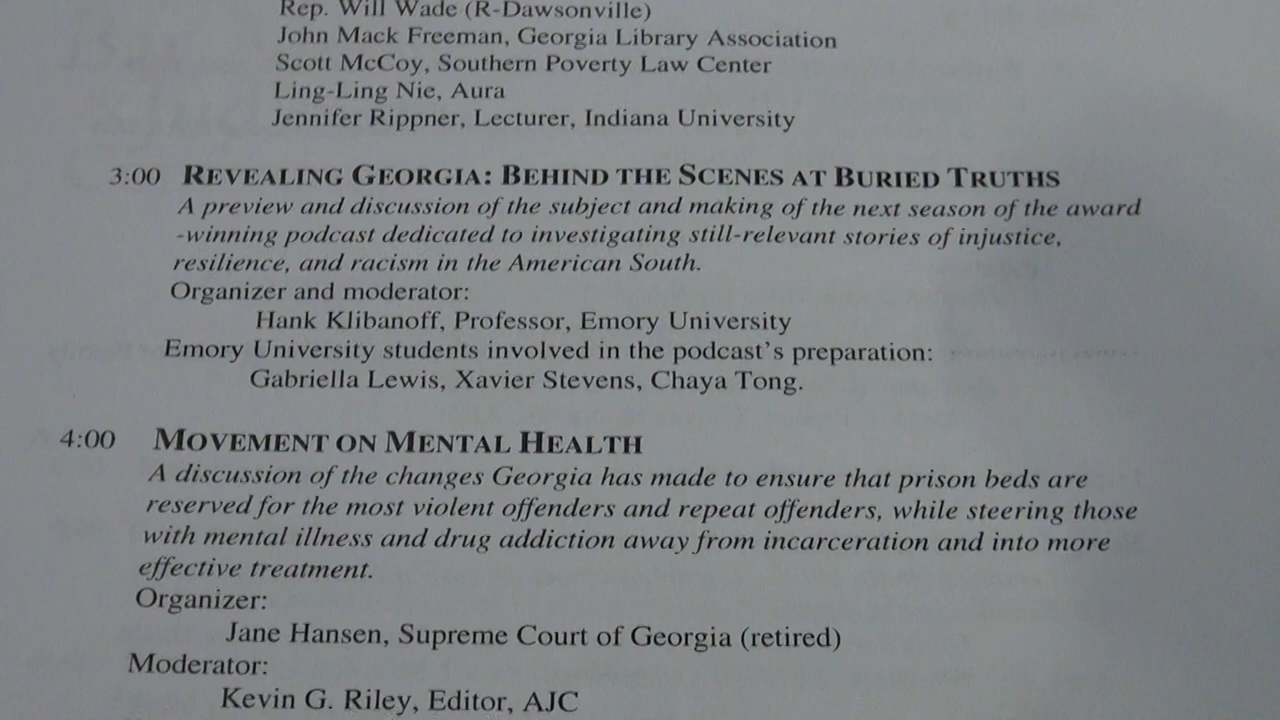 Rep. Will Wade (R-Dawsonville)
John Mack Freeman, Georgia Library Association
Scott McCoy, Southern Poverty Law Center
Ling-Ling Nie, Aura
Jennifer Rippner, Lecturer, Indiana University
3:00 REVEALING GEORGIA: BEHIND THE SCENES AT BURIED TRUTHS
A preview and discussion of the subject and making of the next season of the award
-winning podcast dedicated to investigating still-relevant stories of injustice,
resilience, and racism in the American South.
Organizer and moderator:
Hank Klibanoff, Professor, Emory University
Emory University students involved in the podcast's preparation:
Gabriella Lewis, Xavier Stevens, Chaya Tong.
4:00 MOVEMENT ON MENTAL HEALTH
A discussion of the changes Georgia has made to ensure that prison beds are
reserved for the most violent offenders and repeat offenders, while steering those
with mental illness and drug addiction away from incarceration and into more
effective treatment.
Organizer:
Jane Hansen, Supreme Court of Georgia (retired)
Moderator:
Kevin G. Riley, Editor, AJC